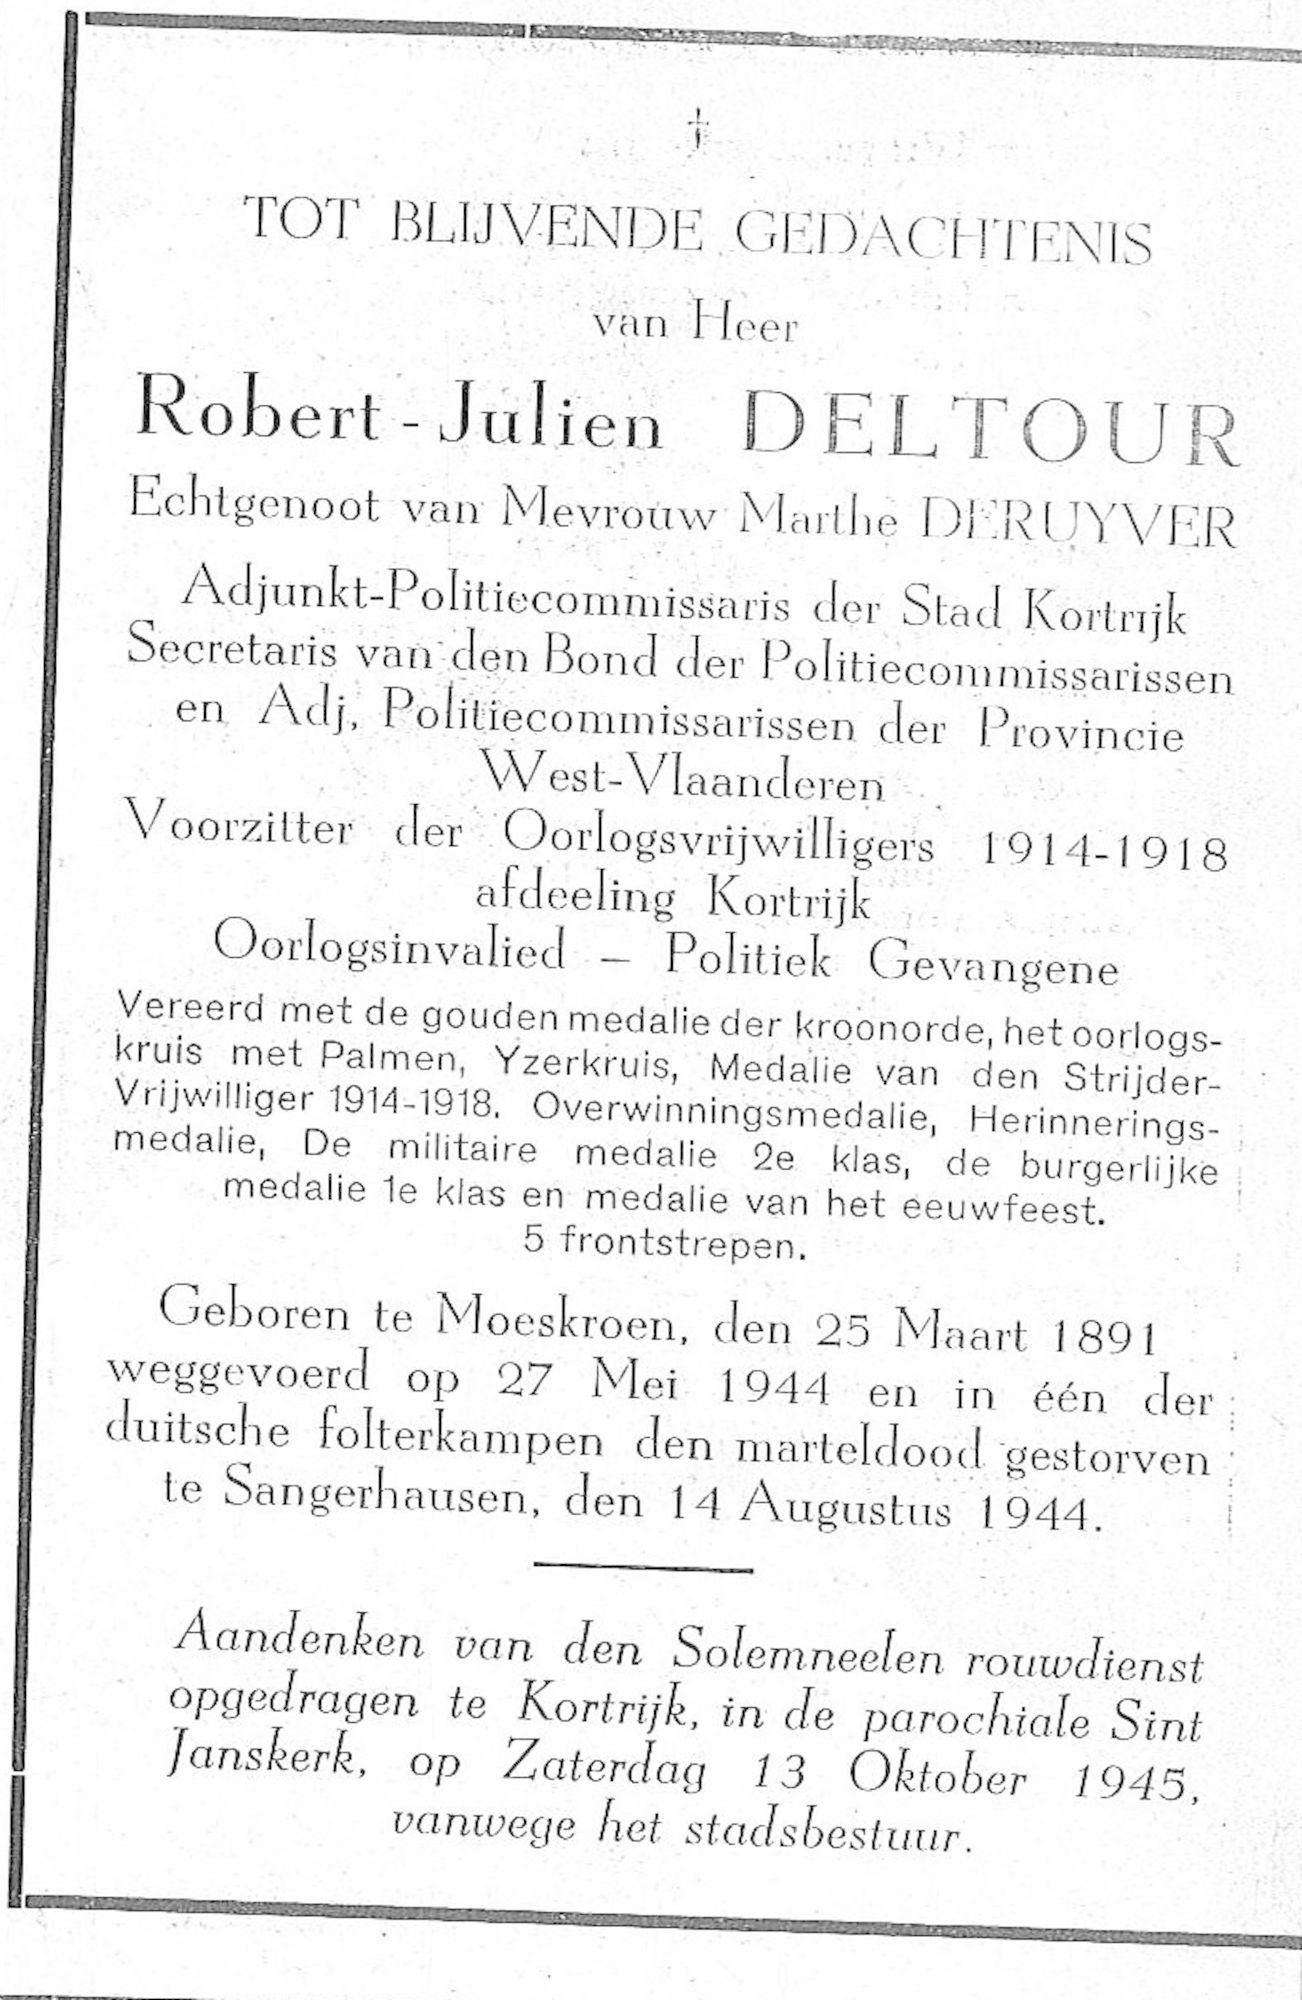 †
TOT BLIJVENDE GEDACHTENIS
van Heer
Robert - Julien DELTOUR
Echtgenoot van Mevrouw Marthe DERUYVER
Adjunkt-Politiecommissaris der Stad Kortrijk
Secretaris van den Bond der Politiecommissarissen
en Adj. Politiecommissarissen der Provincie
West-Vlaanderen
Voorzitter der Oorlogsvrijwilligers 1914-1918
afdeeling Kortrijk
Oorlogsinvalied – Politiek Gevangene
Vereerd met de gouden medalie der kroonorde, het oorlogs-
kruis met Palmen, Yzerkruis, Medalie van den Strijder-
Vrijwilliger 1914-1918. Overwinningsmedalie, Herinnerings-
medalie, De militaire medalie 2e klas, de burgerlijke
medalie 1e klas en medalie van het eeuwfeest.
5 frontstrepen.
Geboren te Moeskroen, den 25 Maart 1891
weggevoerd op 27 Mei 1944 en in één der
duitsche folterkampen den marteldood gestorven
te Sangerhausen, den 14 Augustus 1944.
Aandenken van den Solemneelen rouwdienst
opgedragen te Kortrijk, in de parochiale Sint
Janskerk, op Zaterdag 13 Oktober 1945,
vanwege het stadsbestuur.